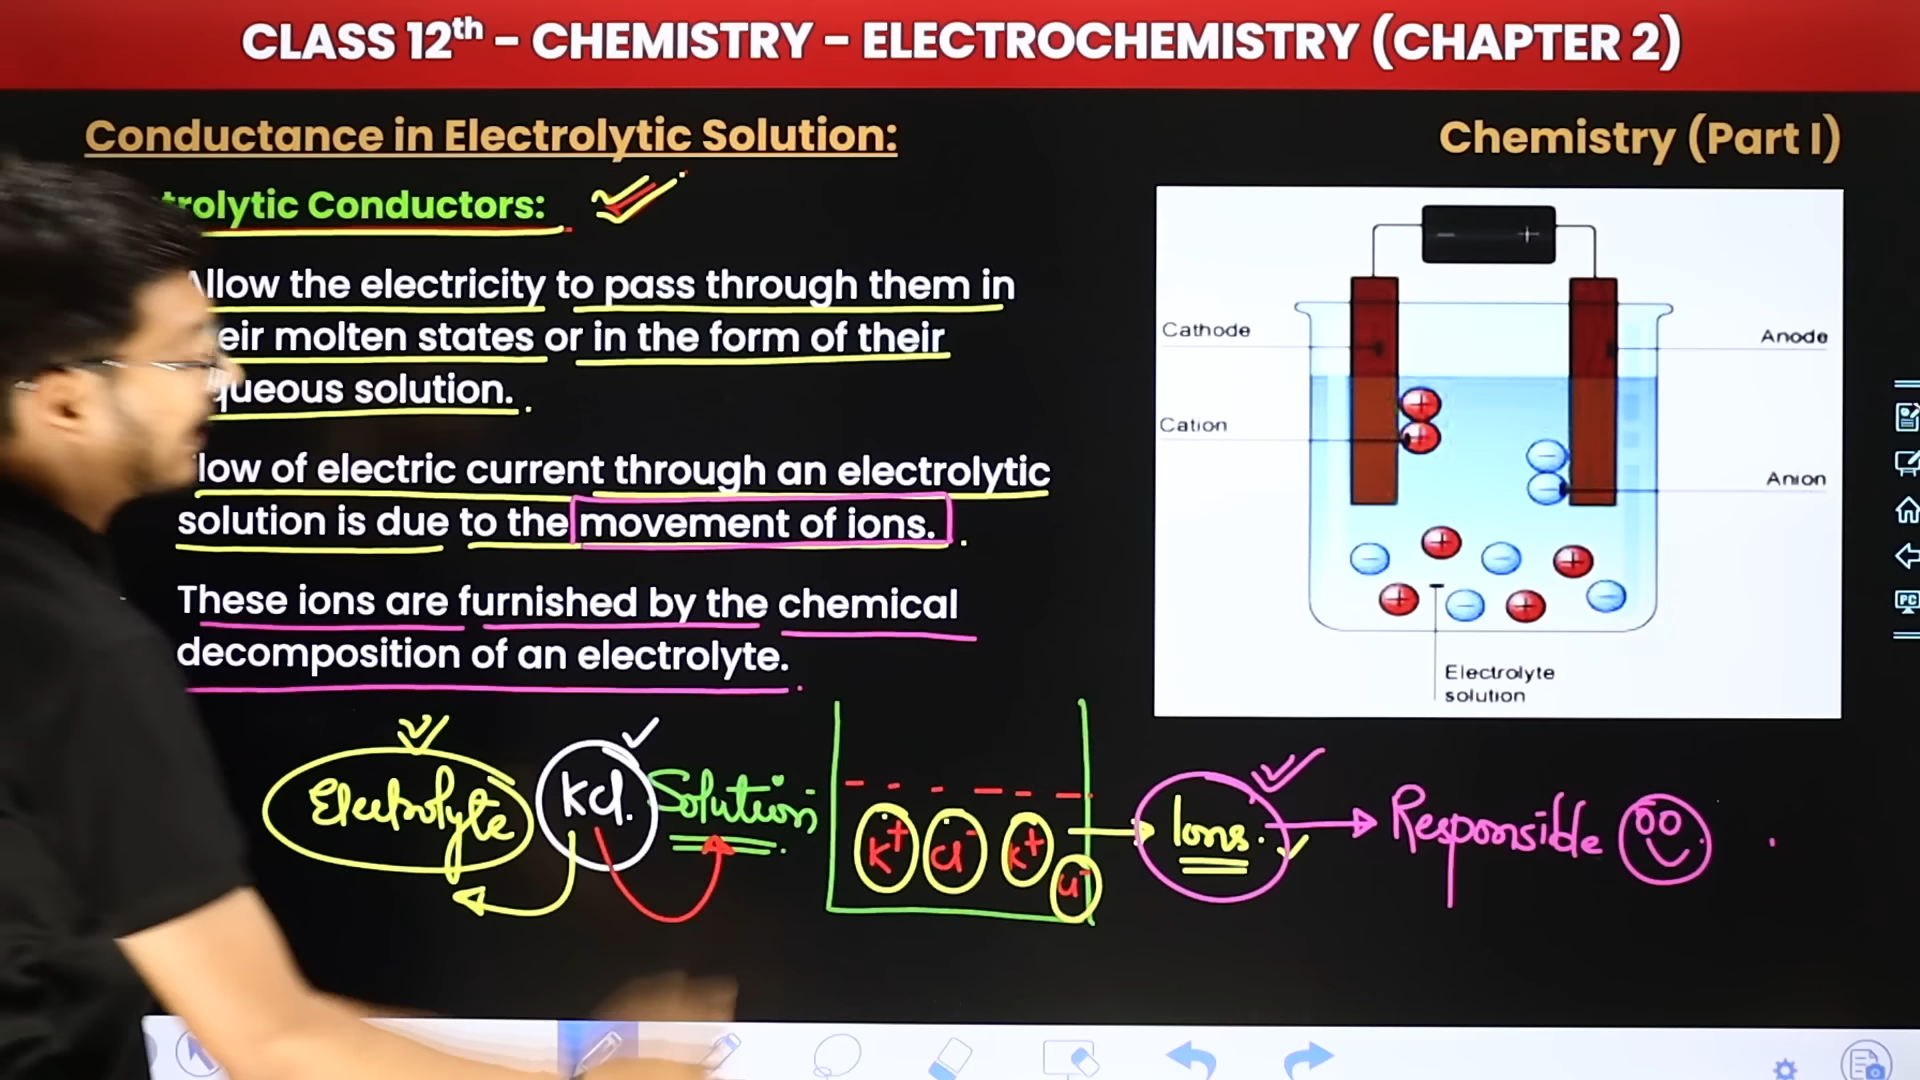 CLASS 12th - CHEMISTRY - ELECTROCHEMISTRY (CHAPTER 2)
Conductance in Electrolytic Solution:
Chemistry (Part I)
trolytic Conductors:
Allow the electricity to pass through them in
eir molten states or in the form of their
queous solution.
low of electric current through an electrolytic
solution is due to the movement of ions.
These ions are furnished by the chemical
decomposition of an electrolyte.
− +
Cathode
Anode
Cation
Anion
Electrolyte
solution
Electrolyte Kcl. Solution
K+ Cl- K+ Cl-
Ions.
Responsible
PC